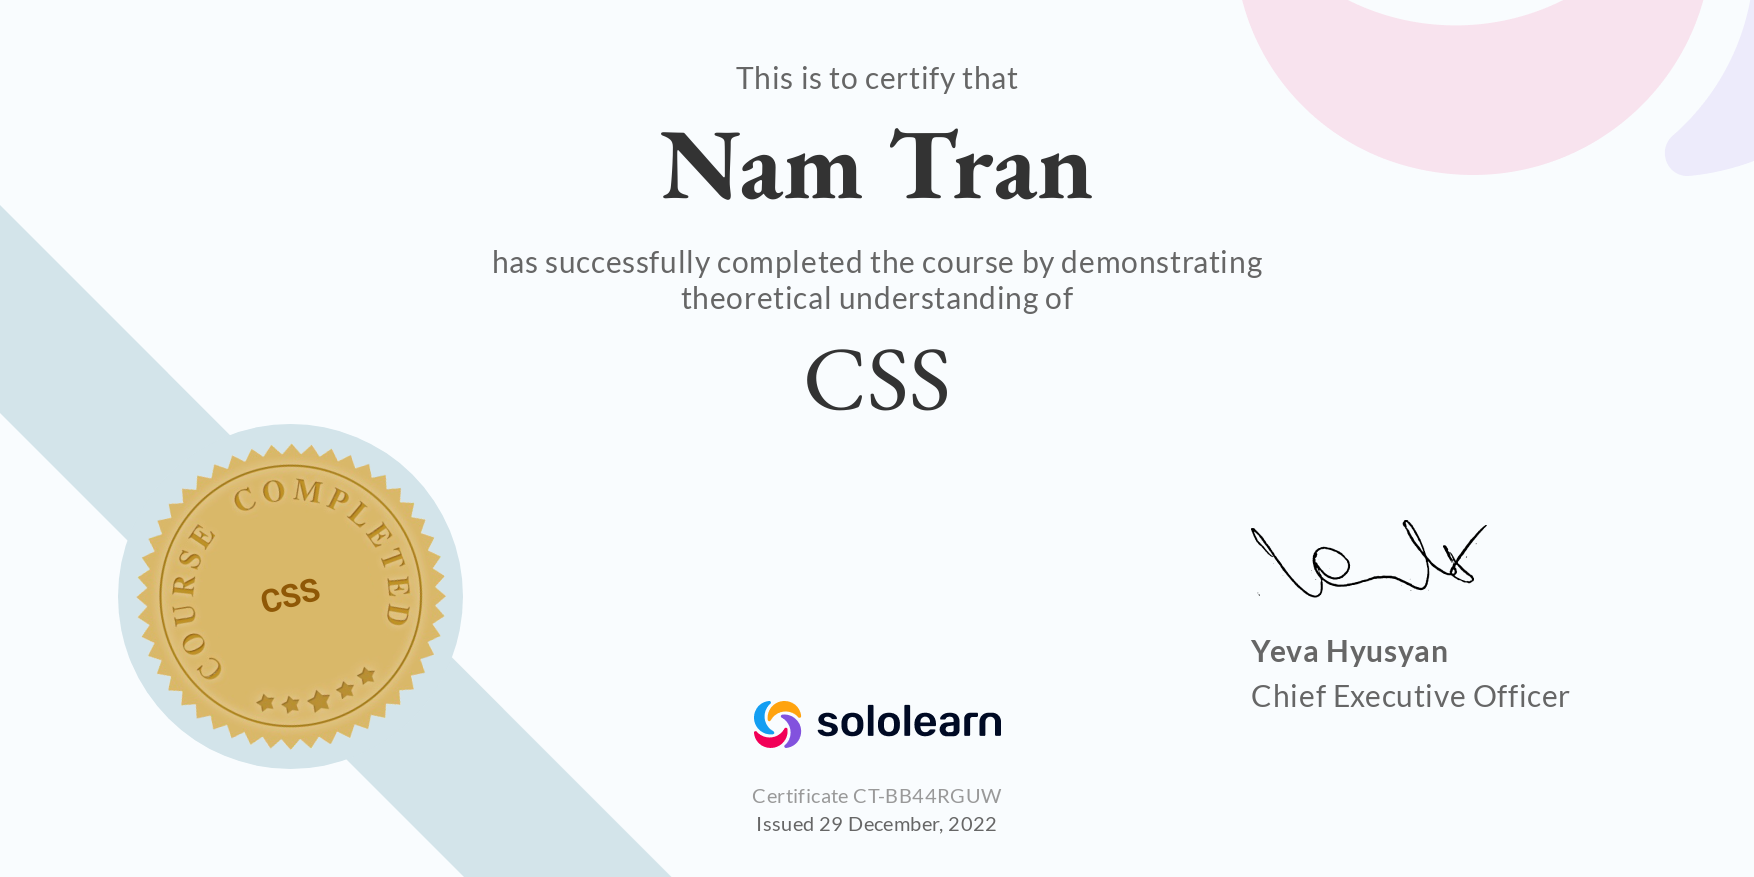 This is to certify that
Nam Tran
has successfully completed the course by demonstrating
theoretical understanding of
CSS
COURSE COMPLETED
CSS
Yeva Hyusyan
Chief Executive Officer
sololearn
Certificate CT-BB44RGUW
Issued 29 December, 2022